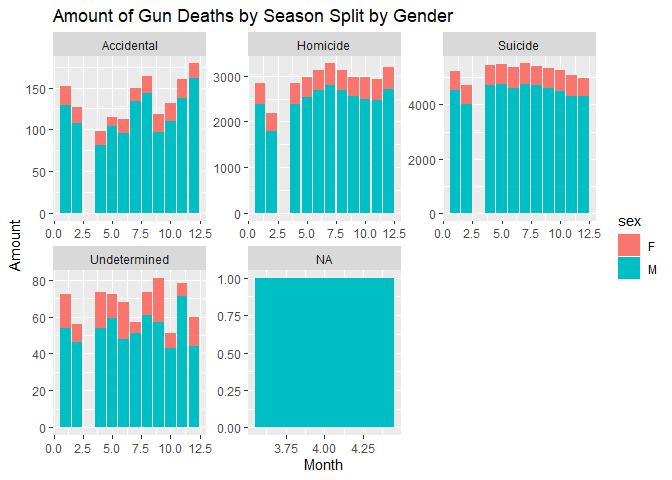 Amount of Gun Deaths by Season Split by Gender
Accidental
Homicide
Suicide
150
100
50
0
0.0 2.5 5.0 7.5 10.0 12.5
3000
2000
1000
0
0.0 2.5 5.0 7.5 10.0 12.5
4000
2000
0
0.0 2.5 5.0 7.5 10.0 12.5
Undetermined
NA
80
60
40
20
0
0.0 2.5 5.0 7.5 10.0 12.5
1.00
0.75
0.50
0.25
0.00
3.75 4.00 4.25
Amount
Month
sex
F
M